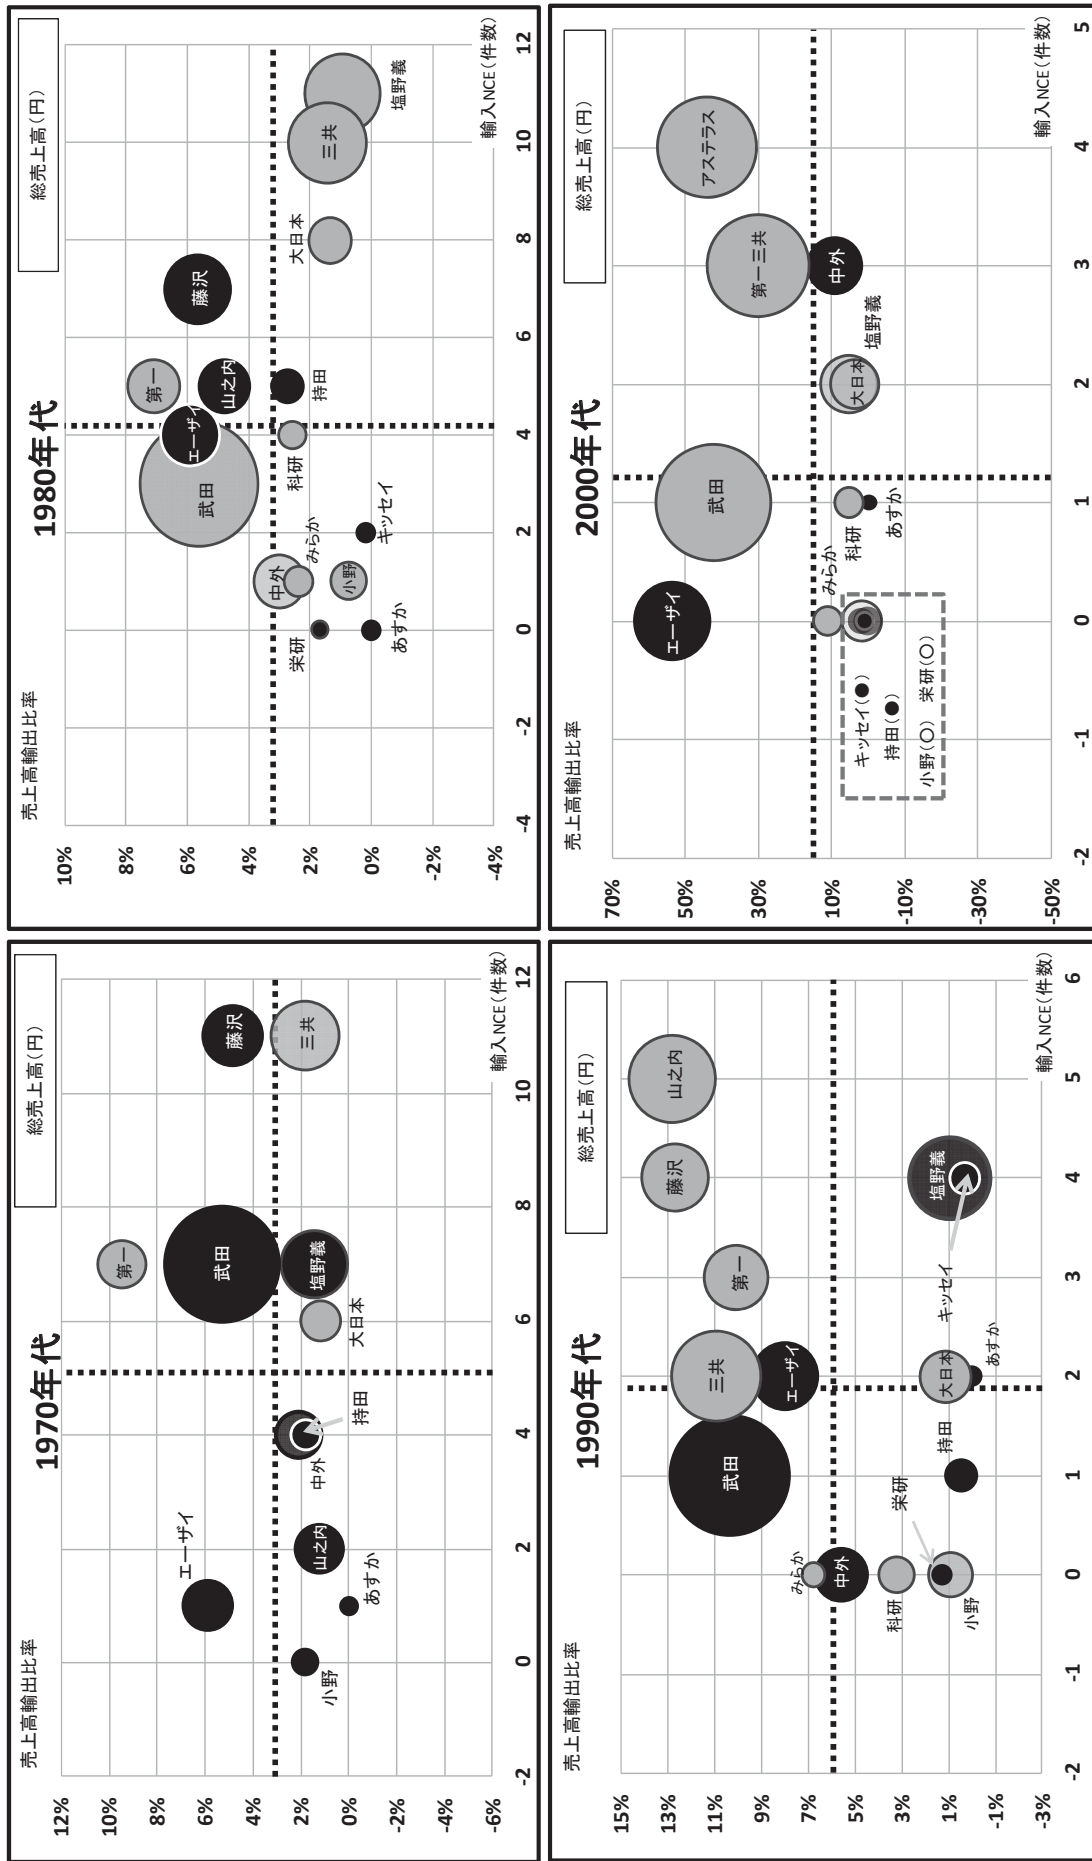 1970年代
売上高輸出比率
総売上高(円)
12%
10%
8%
6%
4%
2%
0%
-2%
-4%
-6%
-2
0
2
4
6
8
10
12
輸入NCE(件数)
エーザイ
小野
あすか
山之内
中外
持田
大日本
第一
武田
塩野義
藤沢
三共
1980年代
売上高輸出比率
総売上高(円)
10%
8%
6%
4%
2%
0%
-2%
-4%
-4
-2
0
2
4
6
8
10
12
輸入NCE(件数)
栄研
あすか
中外
みらか
小野
キッセイ
武田
エーザイ
科研
第一
山之内
持田
藤沢
大日本
三共
塩野義
1990年代
売上高輸出比率
総売上高(円)
15%
13%
11%
9%
7%
5%
3%
1%
-1%
-3%
-2
-1
0
1
2
3
4
5
6
輸入NCE(件数)
みらか
中外
科研
小野
栄研
武田
持田
三共
エーザイ
大日本
あすか
第一
キッセイ
藤沢
塩野義
山之内
2000年代
売上高輸出比率
総売上高(円)
70%
50%
30%
10%
-10%
-30%
-50%
-2
-1
0
1
2
3
4
5
輸入NCE(件数)
エーザイ
みらか
キッセイ(●)
持田(●)
小野(○) 栄研(○)
武田
科研
あすか
大日本
塩野義
第一三共
中外
アステラス